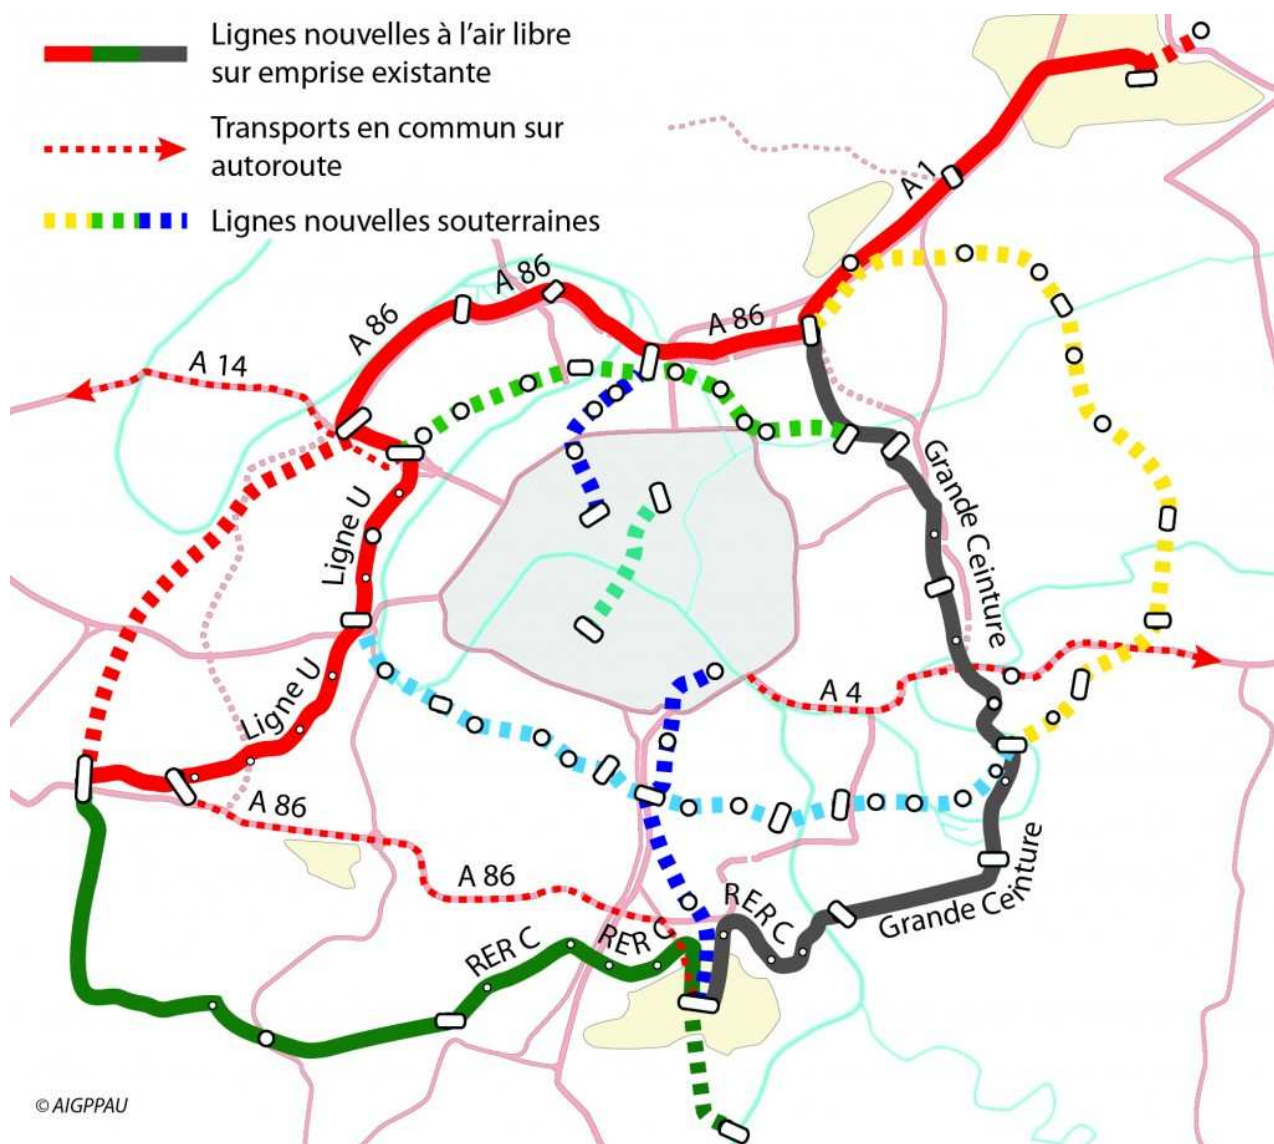 Lignes nouvelles à l'air libre
sur emprise existante
Transports en commun sur
autoroute
Lignes nouvelles souterraines
A 1
A 86
A 86
A 86
A 14
Ligne U
Grande Ceinture
Ligne U
A 4
A 86
A 86
Grande Ceinture
RER C
RER C
RER C
© AIGPPAU